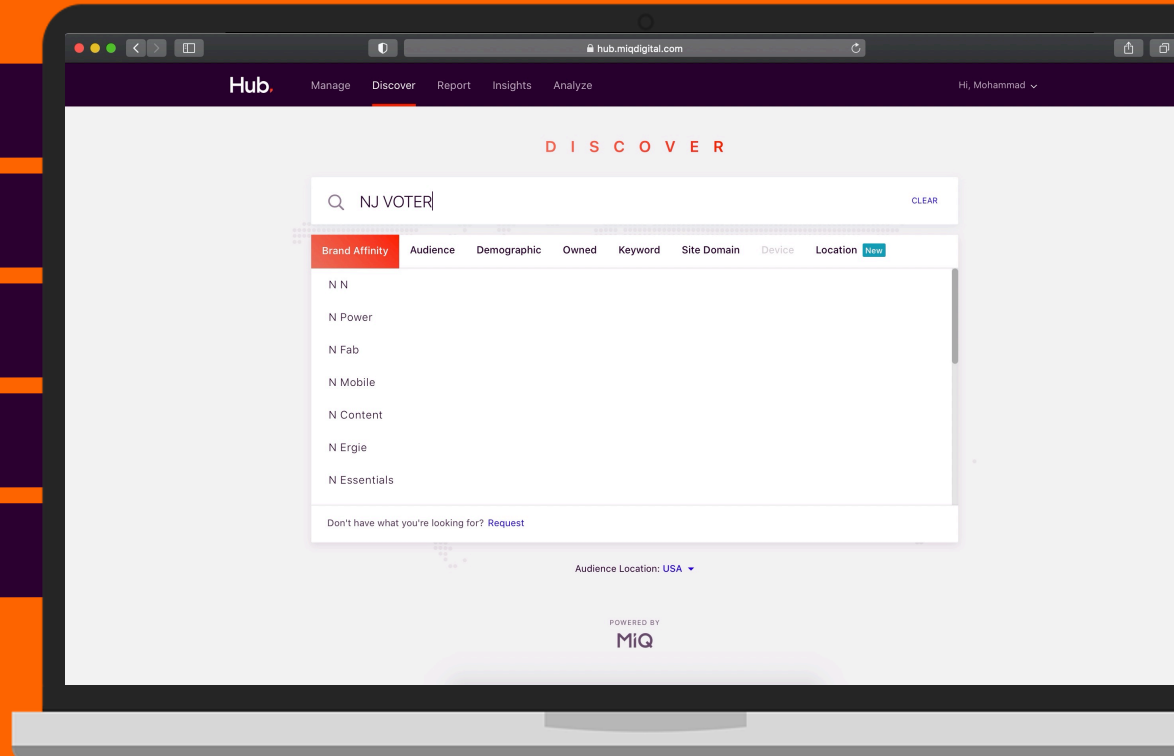 hub.miqdigital.com
Hub. Manage Discover Report Insights Analyze Hi, Mohammad
DISCOVER
NJ VOTER CLEAR
Brand Affinity Audience Demographic Owned Keyword Site Domain Device Location New
N N
N Power
N Fab
N Mobile
N Content
N Ergie
N Essentials
Don't have what you're looking for? Request
Audience Location: USA
POWERED BY
MiQ